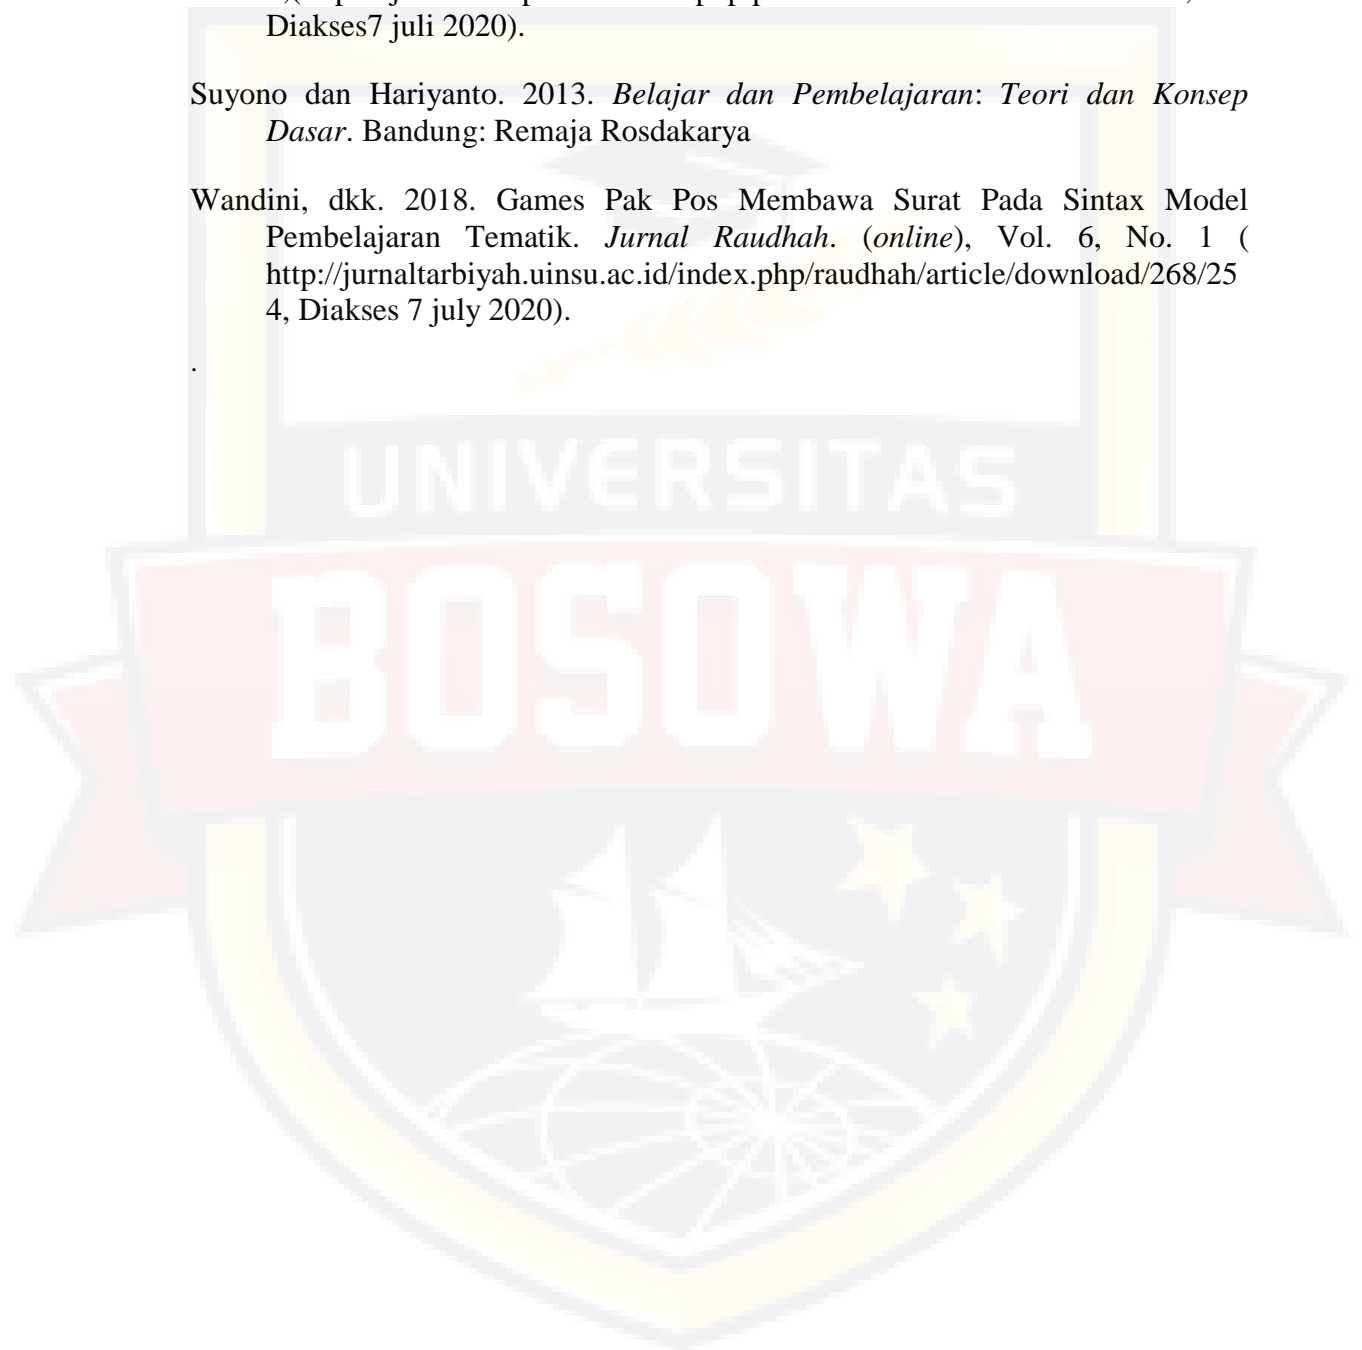 Diakses7 juli 2020).
Suyono dan Hariyanto. 2013. Belajar dan Pembelajaran: Teori dan Konsep
Dasar. Bandung: Remaja Rosdakarya
Wandini, dkk. 2018. Games Pak Pos Membawa Surat Pada Sintax Model
Pembelajaran Tematik. Jurnal Raudhah. (online), Vol. 6, No. 1 (
http://jurnaltarbiyah.uinsu.ac.id/index.php/raudhah/article/download/268/25
4, Diakses 7 july 2020).
.
UNIVERSITAS
BOSOWA